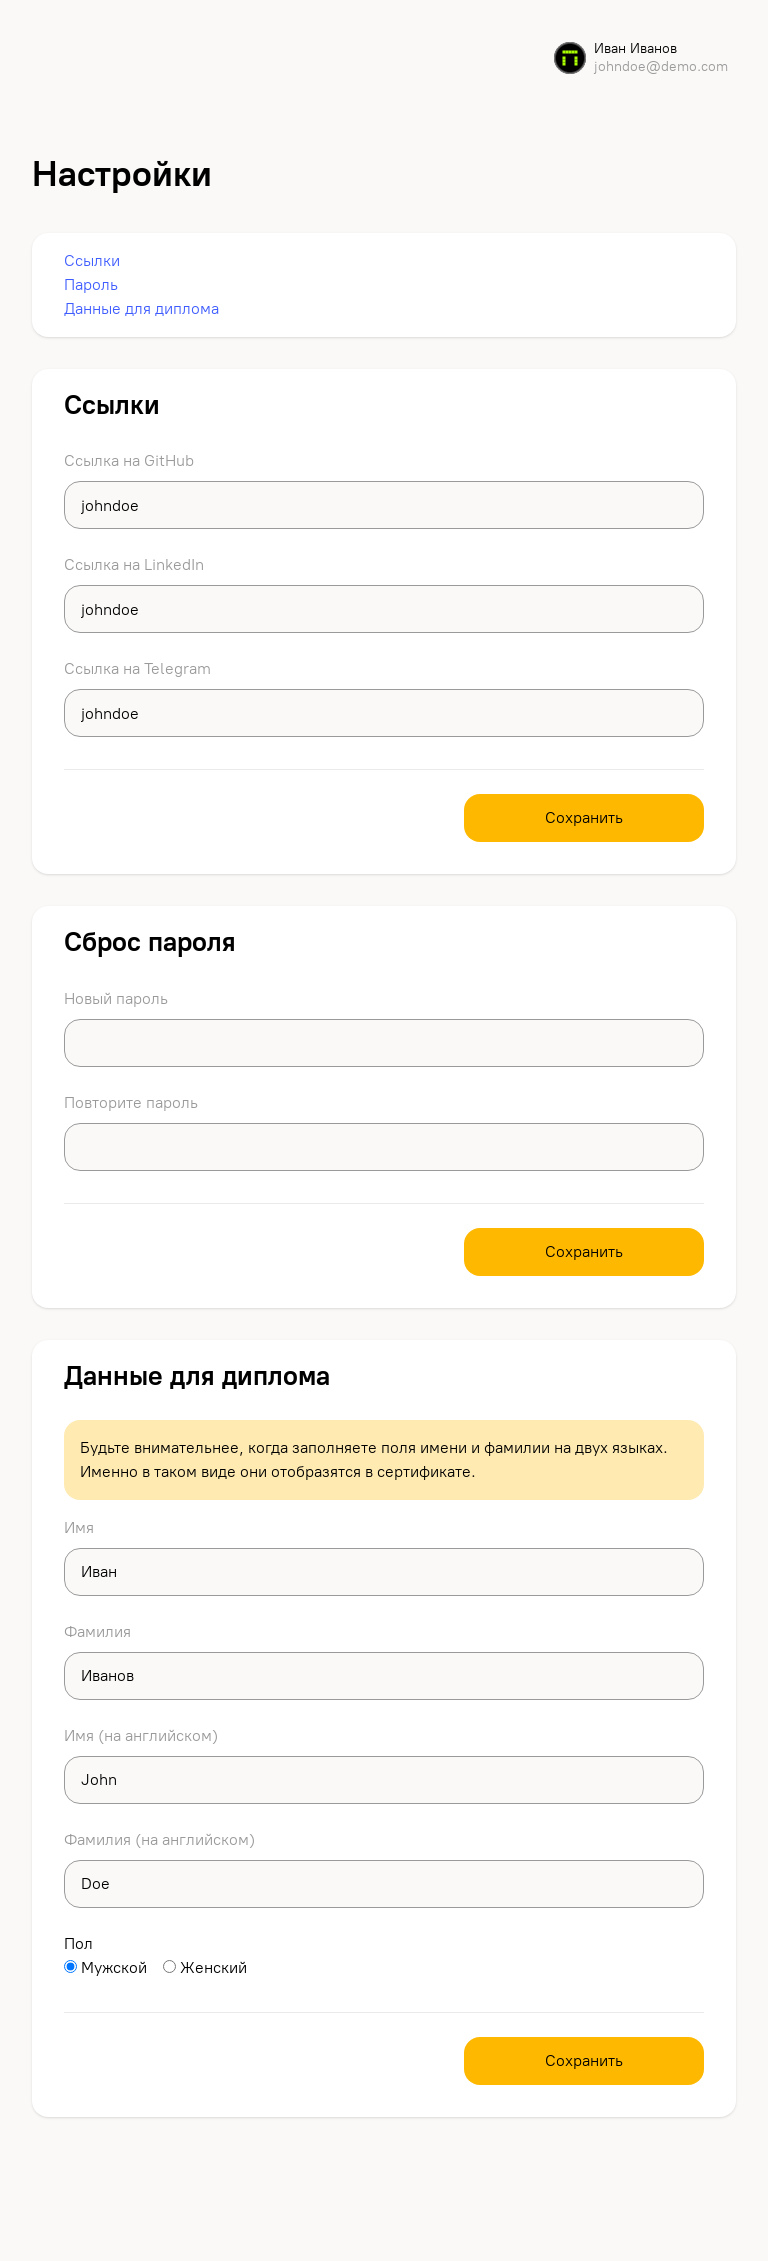 Иван Иванов
johndoe@demo.com
Настройки
Ссылки
Пароль
Данные для диплома
Ссылки
Ссылка на GitHub
johndoe
Ссылка на LinkedIn
johndoe
Ссылка на Telegram
johndoe
Сохранить
Сброс пароля
Новый пароль
Повторите пароль
Сохранить
Данные для диплома
Будьте внимательнее, когда заполняете поля имени и фамилии на двух языках.
Именно в таком виде они отобразятся в сертификате.
Имя
Иван
Фамилия
Иванов
Имя (на английском)
John
Фамилия (на английском)
Doe
Пол
Мужской Женский
Сохранить